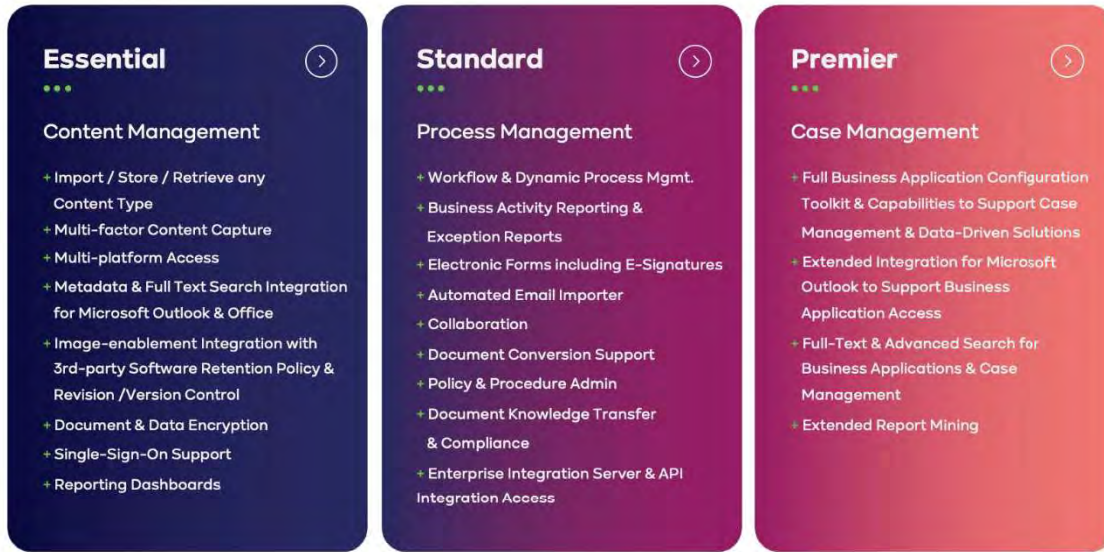 Essential
Content Management
+ Import / Store / Retrieve any
Content Type
+ Multi-factor Content Capture
+ Multi-platform Access
+ Metadata & Full Text Search Integration
for Microsoft Outlook & Office
+ Image-enablement Integration with
3rd-party Software Retention Policy &
Revision /Version Control
+ Document & Data Encryption
+ Single-Sign-On Support
+ Reporting Dashboards
Standard
Process Management
+ Workflow & Dynamic Process Mgmt.
+ Business Activity Reporting &
Exception Reports
+ Electronic Forms including E-Signatures
+ Automated Email Importer
+ Collaboration
+ Document Conversion Support
+ Policy & Procedure Admin
+ Document Knowledge Transfer
& Compliance
+ Enterprise Integration Server & API
Integration Access
Premier
Case Management
+ Full Business Application Configuration
Toolkit & Capabilities to Support Case
Management & Data-Driven Solutions
+ Extended Integration for Microsoft
Outlook to Support Business
Application Access
+ Full-Text & Advanced Search for
Business Applications & Case
Management
+ Extended Report Mining